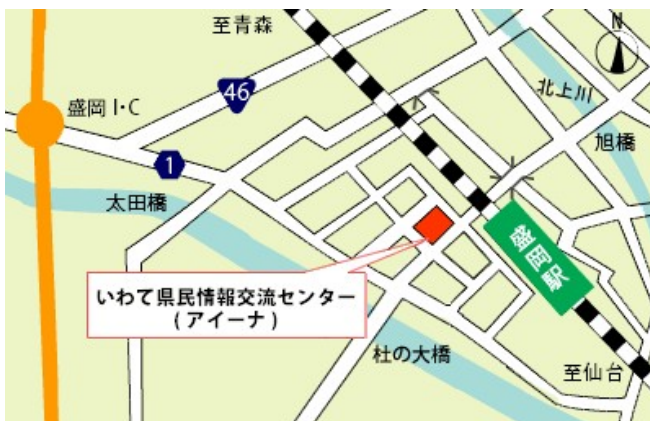 至青森
N
46
盛岡 I・C
北上川
1
旭橋
太田橋
盛岡駅
いわて県民情報交流センター
(アイーナ)
杜の大橋
至仙台